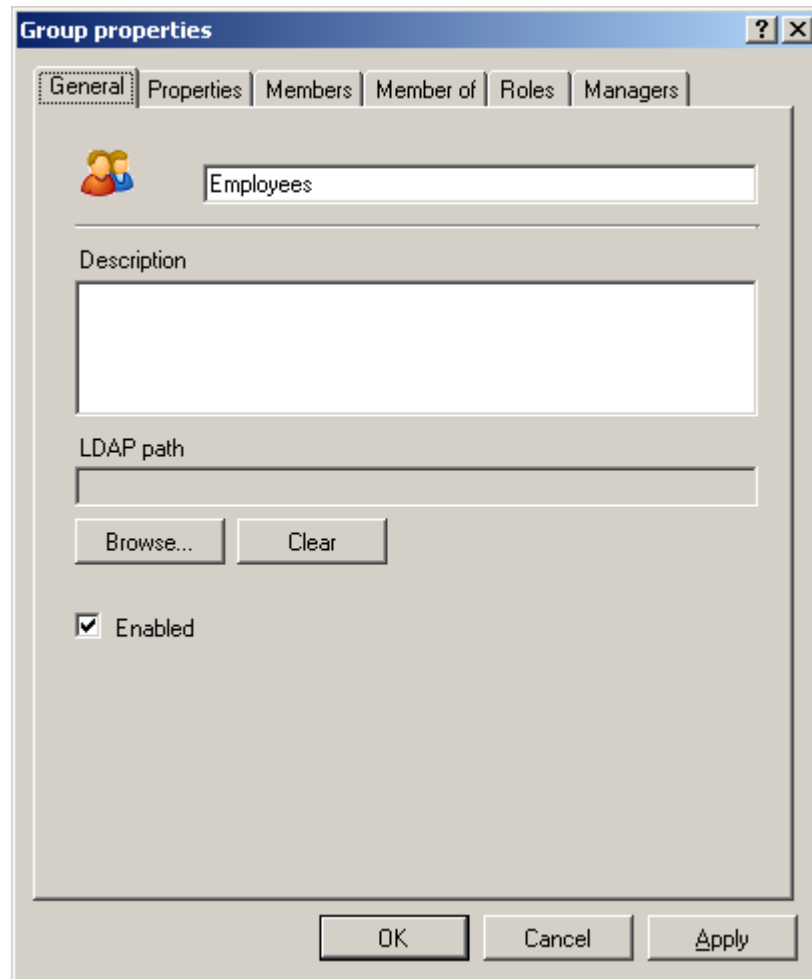 Group properties
General Properties Members Member of Roles Managers
Employees
Description
LDAP path
Browse... Clear
Enabled
OK Cancel Apply